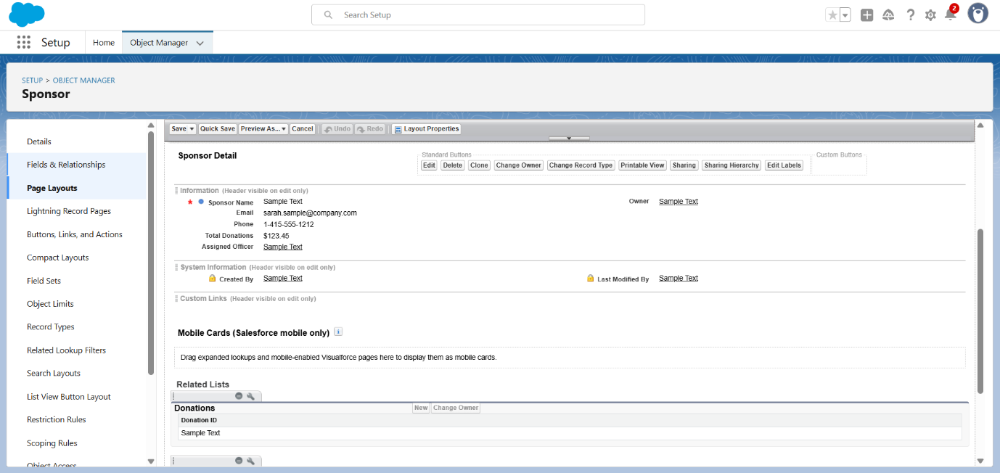 Search Setup
2
Setup
Home
Object Manager
SETUP > OBJECT MANAGER
Sponsor
Details
Fields & Relationships
Page Layouts
Lightning Record Pages
Buttons, Links, and Actions
Compact Layouts
Field Sets
Object Limits
Record Types
Related Lookup Filters
Search Layouts
List View Button Layout
Restriction Rules
Scoping Rules
Object Access
Save Quick Save Preview As... Cancel Undo Redo Layout Properties
Sponsor Detail
Standard Buttons
Edit Delete Clone Change Owner Change Record Type Printable View Sharing Sharing Hierarchy Edit Labels
Custom Buttons
Information (Header visible on edit only)
* Sponsor Name Sample Text
Owner Sample Text
Email sarah.sample@company.com
Phone 1-415-555-1212
Total Donations $123.45
Assigned Officer Sample Text
System Information (Header visible on edit only)
Created By Sample Text
Last Modified By Sample Text
Custom Links (Header visible on edit only)
Mobile Cards (Salesforce mobile only) i
Drag expanded lookups and mobile-enabled Visualforce pages here to display them as mobile cards.
Related Lists
Donations New Change Owner
Donation ID
Sample Text